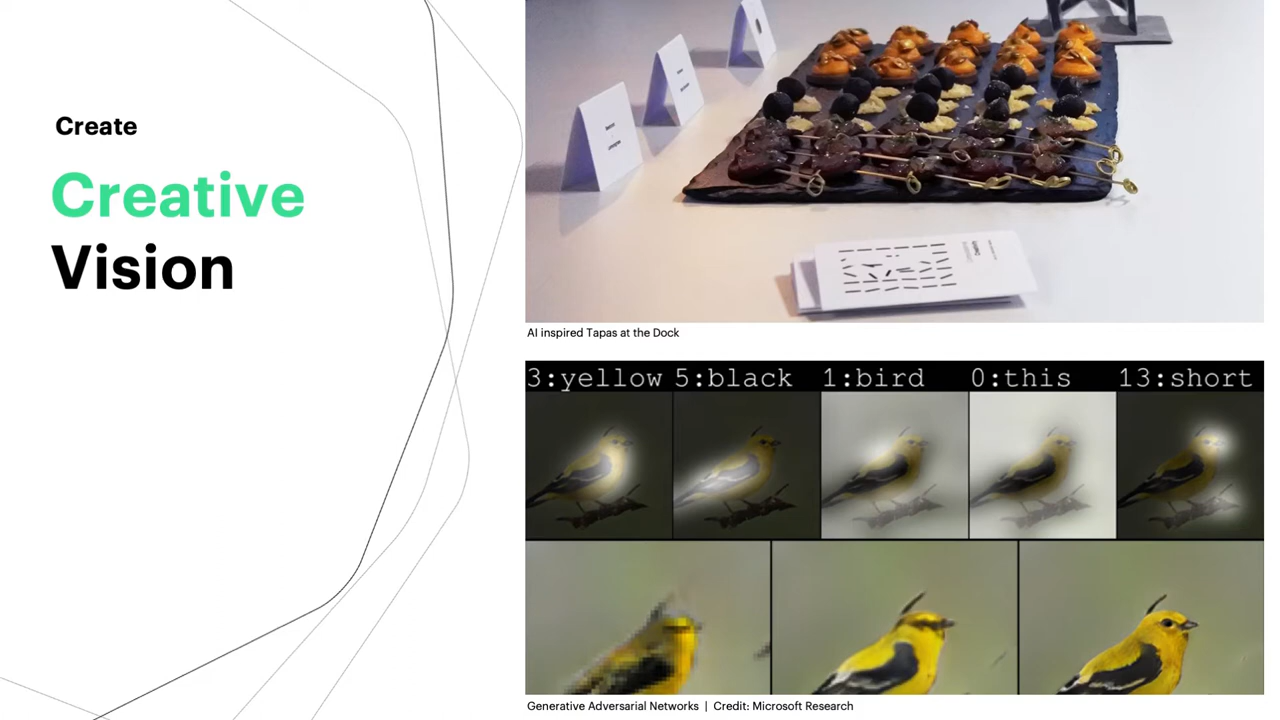 Create
Creative
Vision
AI inspired Tapas at the Dock
3:yellow 5:black 1:bird 0:this 13:short
Generative Adversarial Networks | Credit: Microsoft Research